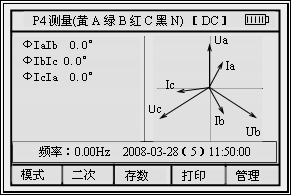 P4测量(黄A绿B红C黑N) [DC]
ΦIaIb 0.0°
ΦIbIc 0.0°
ΦIcIa 0.0°
Ua
Ia
Ic
Uc
Ib
Ub
频率：0.00Hz 2008-03-28(5)11:50:00
模式 二次 存数 打印 管理